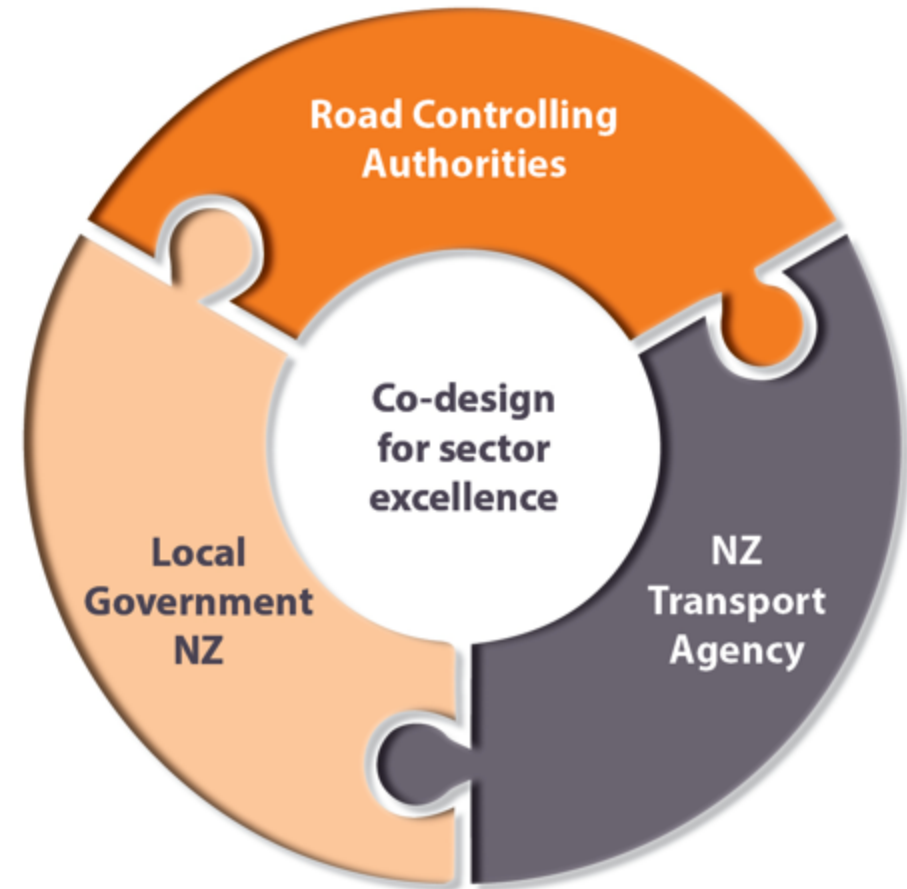 Road Controlling
Authorities
Co-design
for sector
excellence
Local
Government
NZ
NZ
Transport
Agency